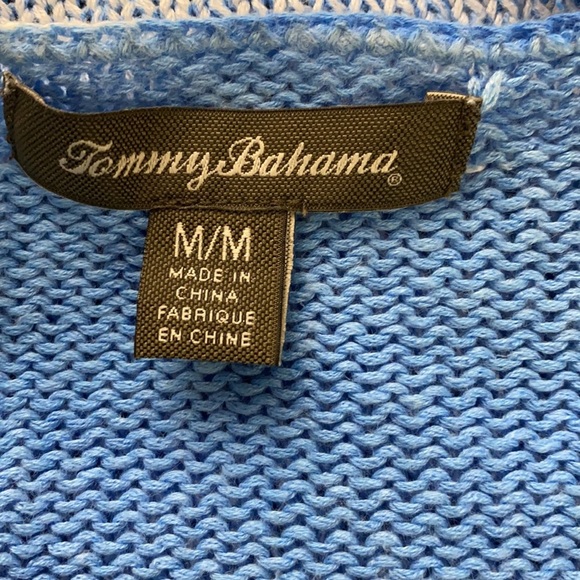 Tommy Bahama®
M/M
MADE IN
CHINA
FABRIQUE
EN CHINE